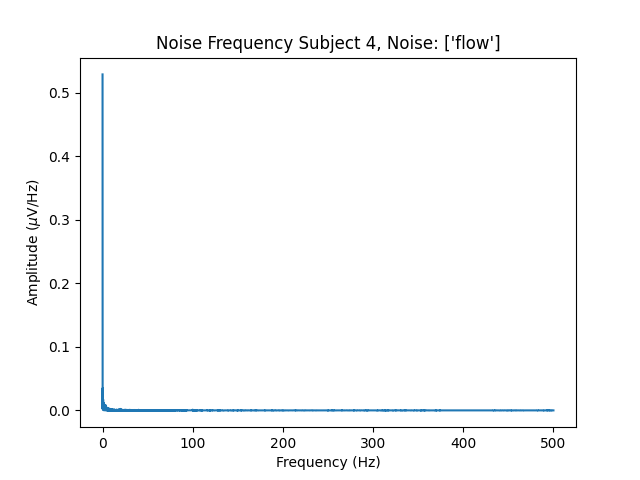 Noise Frequency Subject 4, Noise: ['flow']
Amplitude (μV/Hz)
0.5
0.4
0.3
0.2
0.1
0.0
0 100 200 300 400 500
Frequency (Hz)